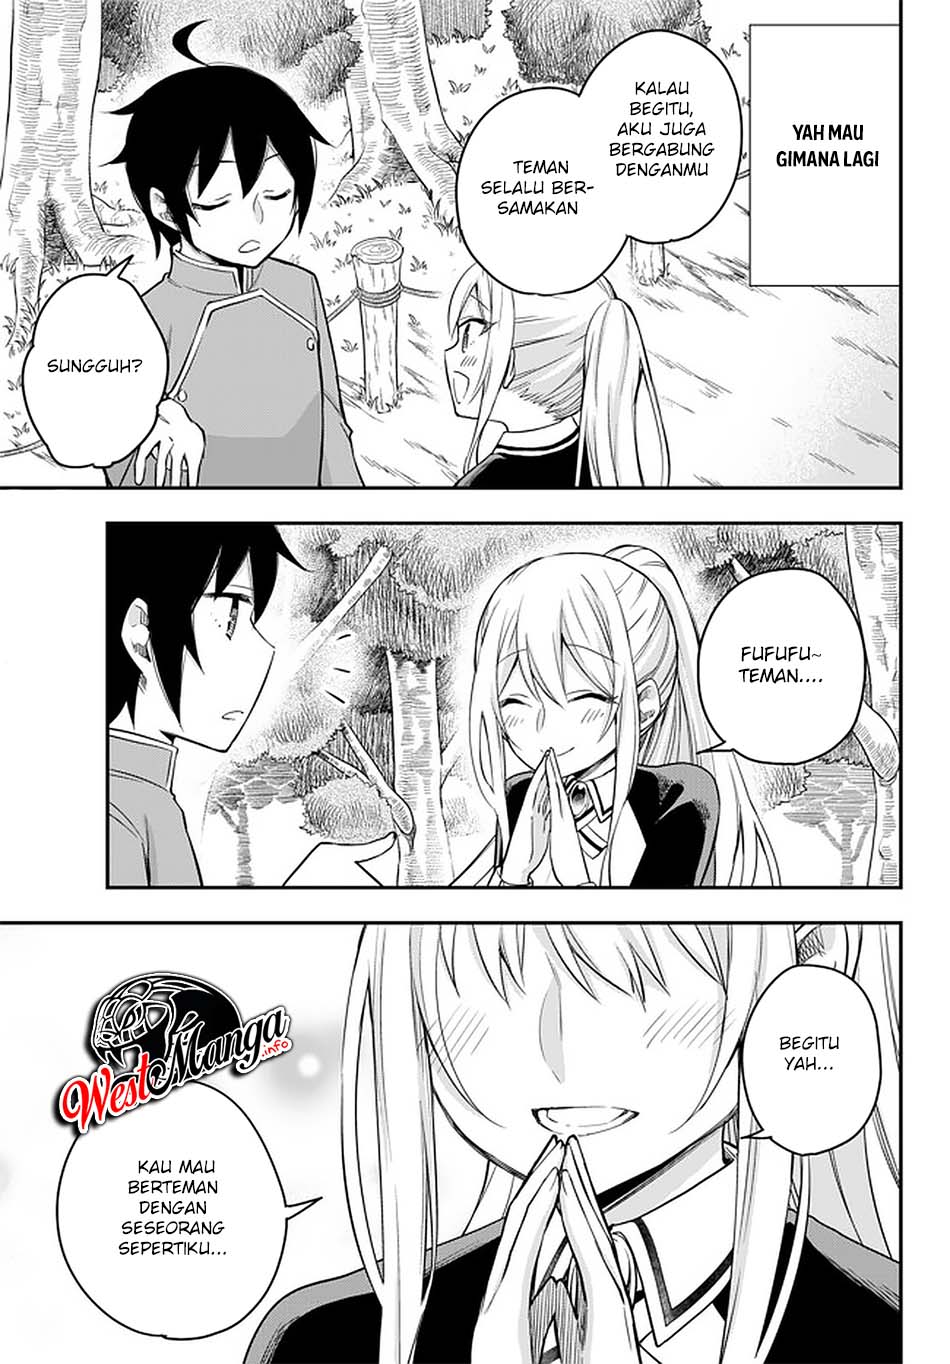 YAH MAU
GIMANA LAGI
KALAU
BEGITU,
AKU JUGA
BERGABUNG
DENGANMU
TEMAN
SELALU BER-
SAMAKAN
SUNGGUH?
FUFUFU~
TEMAN....
BEGITU
YAH...
WestManga
.info
KAU MAU
BERTEMAN
DENGAN
SESEORANG
SEPERTIKU...